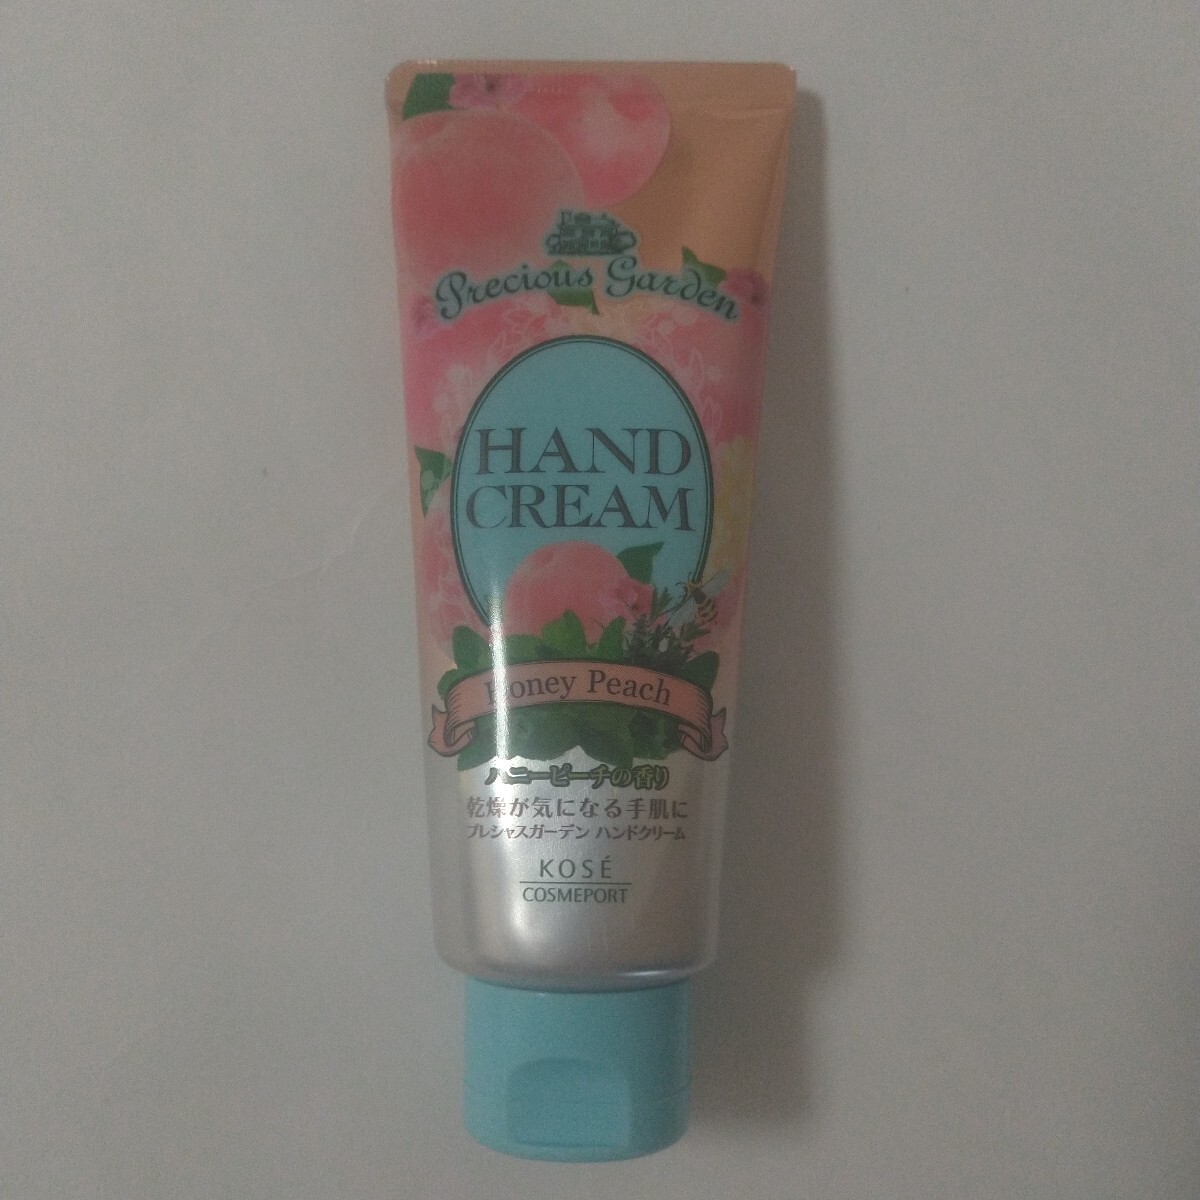 Precious Garden
HAND
CREAM
Honey Peach
ハニーピーチの香り
乾燥が気になる手肌に
プレシャスガーデン ハンドクリーム
KOSÉ
COSMEPORT